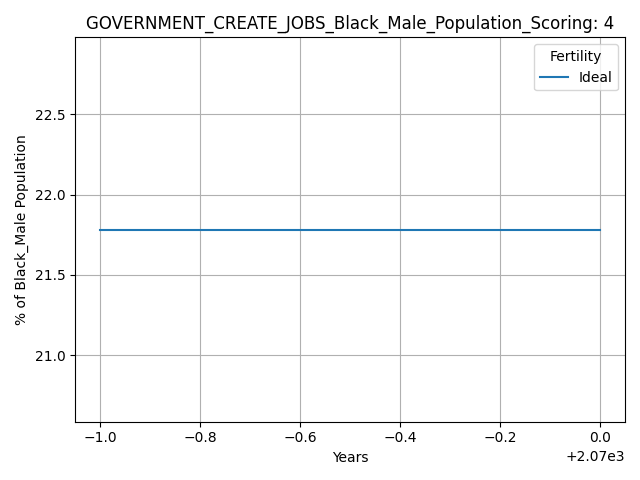 GOVERNMENT_CREATE_JOBS_Black_Male_Population_Scoring: 4
Fertility
Ideal
% of Black_Male Population
22.5
22.0
21.5
21.0
−1.0 −0.8 −0.6 −0.4 −0.2 0.0
Years
+2.07e3